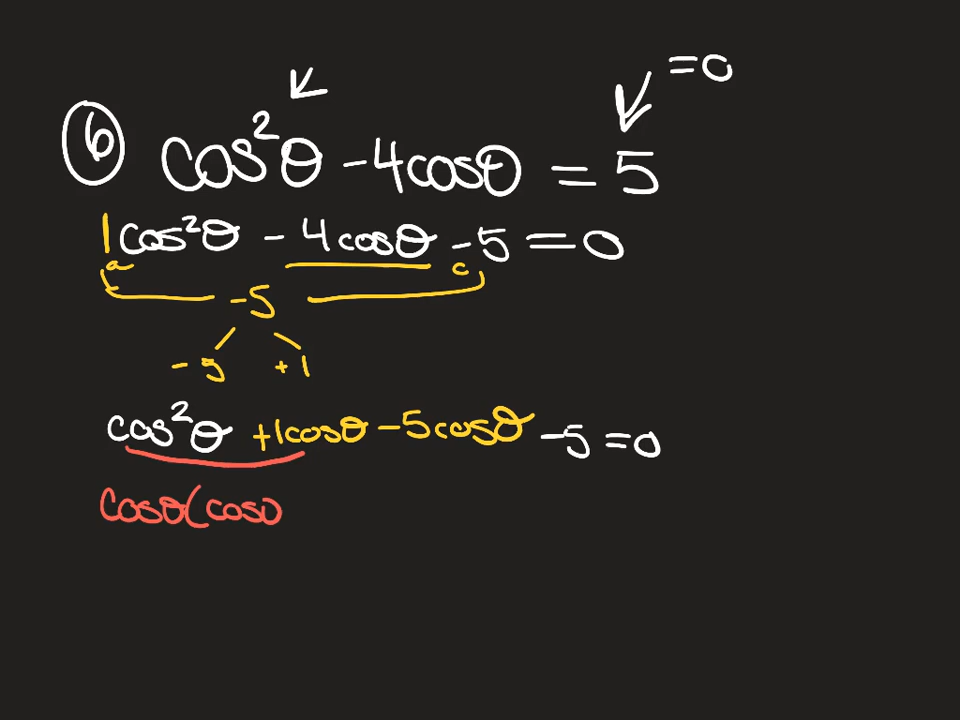 =0
6 cos²θ -4cosθ = 5
1cos²θ - 4cosθ -5 =0
a c
-5
-5 +1
cos²θ +1cosθ -5cosθ -5 =0
cosθ(cosθ